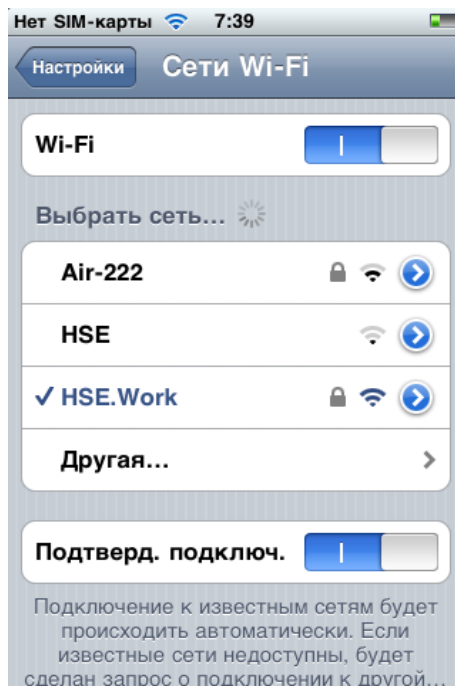 Нет SIM-карты 7:39
Настройки Сети Wi-Fi
Wi-Fi
Выбрать сеть...
Air-222
HSE
HSE.Work
Другая...
Подтверд. подключ.
Подключение к известным сетям будет
происходить автоматически. Если
известные сети недоступны, будет
сделан запрос о подключении к другой...